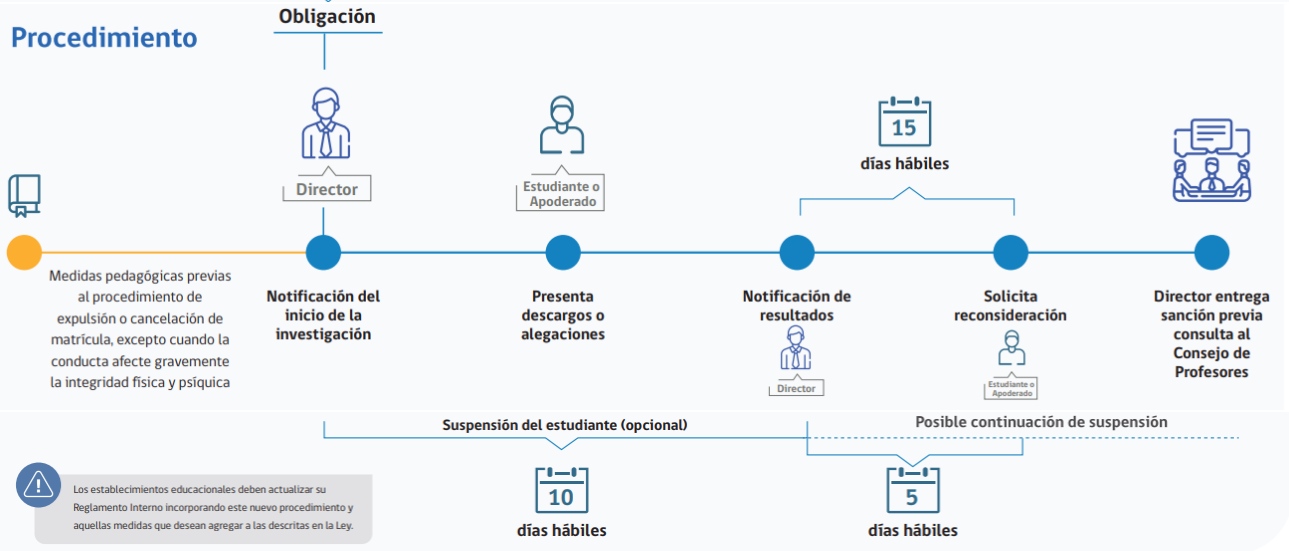 Procedimiento
Obligación
Director
Estudiante o
Apoderado
15
días hábiles
Medidas pedagógicas previas
al procedimiento de
expulsión o cancelación de
matrícula, excepto cuando la
conducta afecte gravemente
la integridad física y psíquica
Notificación del
inicio de la
investigación
Presenta
descargos o
alegaciones
Notificación de
resultados
Director
Solicita
reconsideración
Estudiante o
Apoderado
Director entrega
sanción previa
consulta al
Consejo de
Profesores
Suspensión del estudiante (opcional)
Posible continuación de suspensión
10
días hábiles
5
días hábiles
Los establecimientos educacionales deben actualizar su
Reglamento Interno incorporando este nuevo procedimiento y
aquellas medidas que desean agregar a las descritas en la Ley.